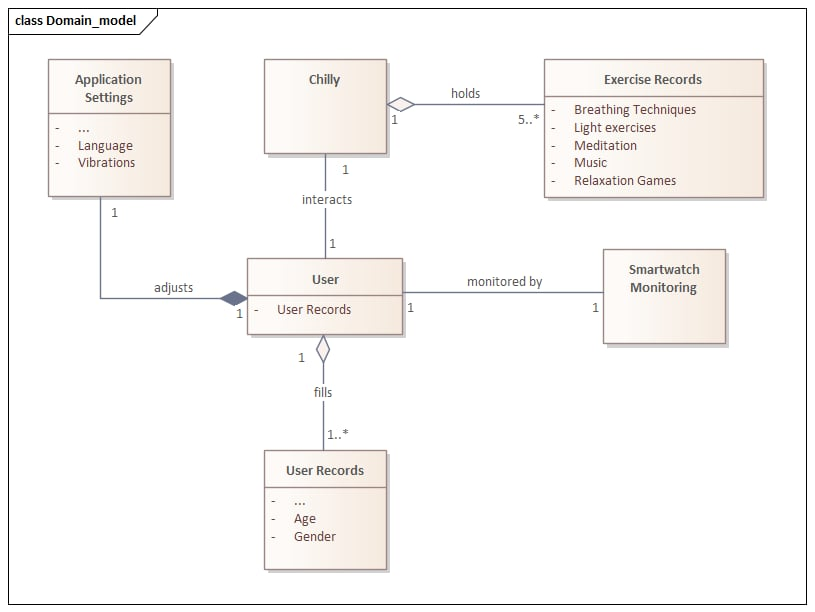 class Domain_model
Application
Settings
- ...
- Language
- Vibrations
Chilly
1
holds
5..*
Exercise Records
- Breathing Techniques
- Light exercises
- Meditation
- Music
- Relaxation Games
1
interacts
1
1
adjusts
1
User
- User Records
1
monitored by
1
Smartwatch
Monitoring
1
fills
1..*
User Records
- ...
- Age
- Gender